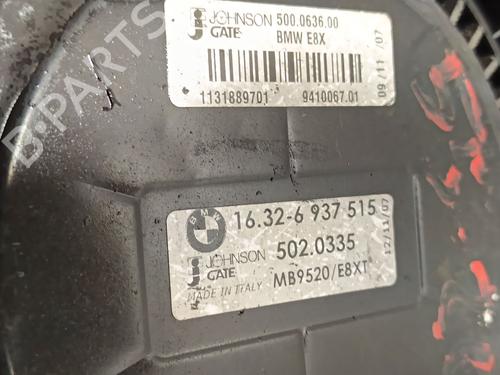 JOHNSON 500.0636.00
GATE BMW E8X
1131889701 9410067.01
09/11/07
B-PARTS
BMW
16.32-6 937 515
JOHNSON 502.0335
GATE
MADE IN ITALY MB9520/E8XT
12/11/07